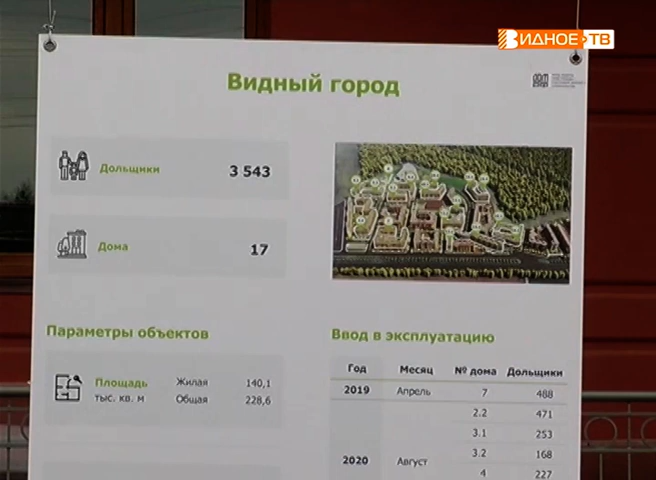 ВИДНОЕ ТВ
Видный город
Дольщики 3 543
Дома 17
Параметры объектов
Площадь Жилая 140,1
тыс. кв. м Общая 228,6
Ввод в эксплуатацию
Год Месяц № дома Дольщики
2019 Апрель 7 488
2.2 471
3.1 253
3.2 168
2020 Август
4 227